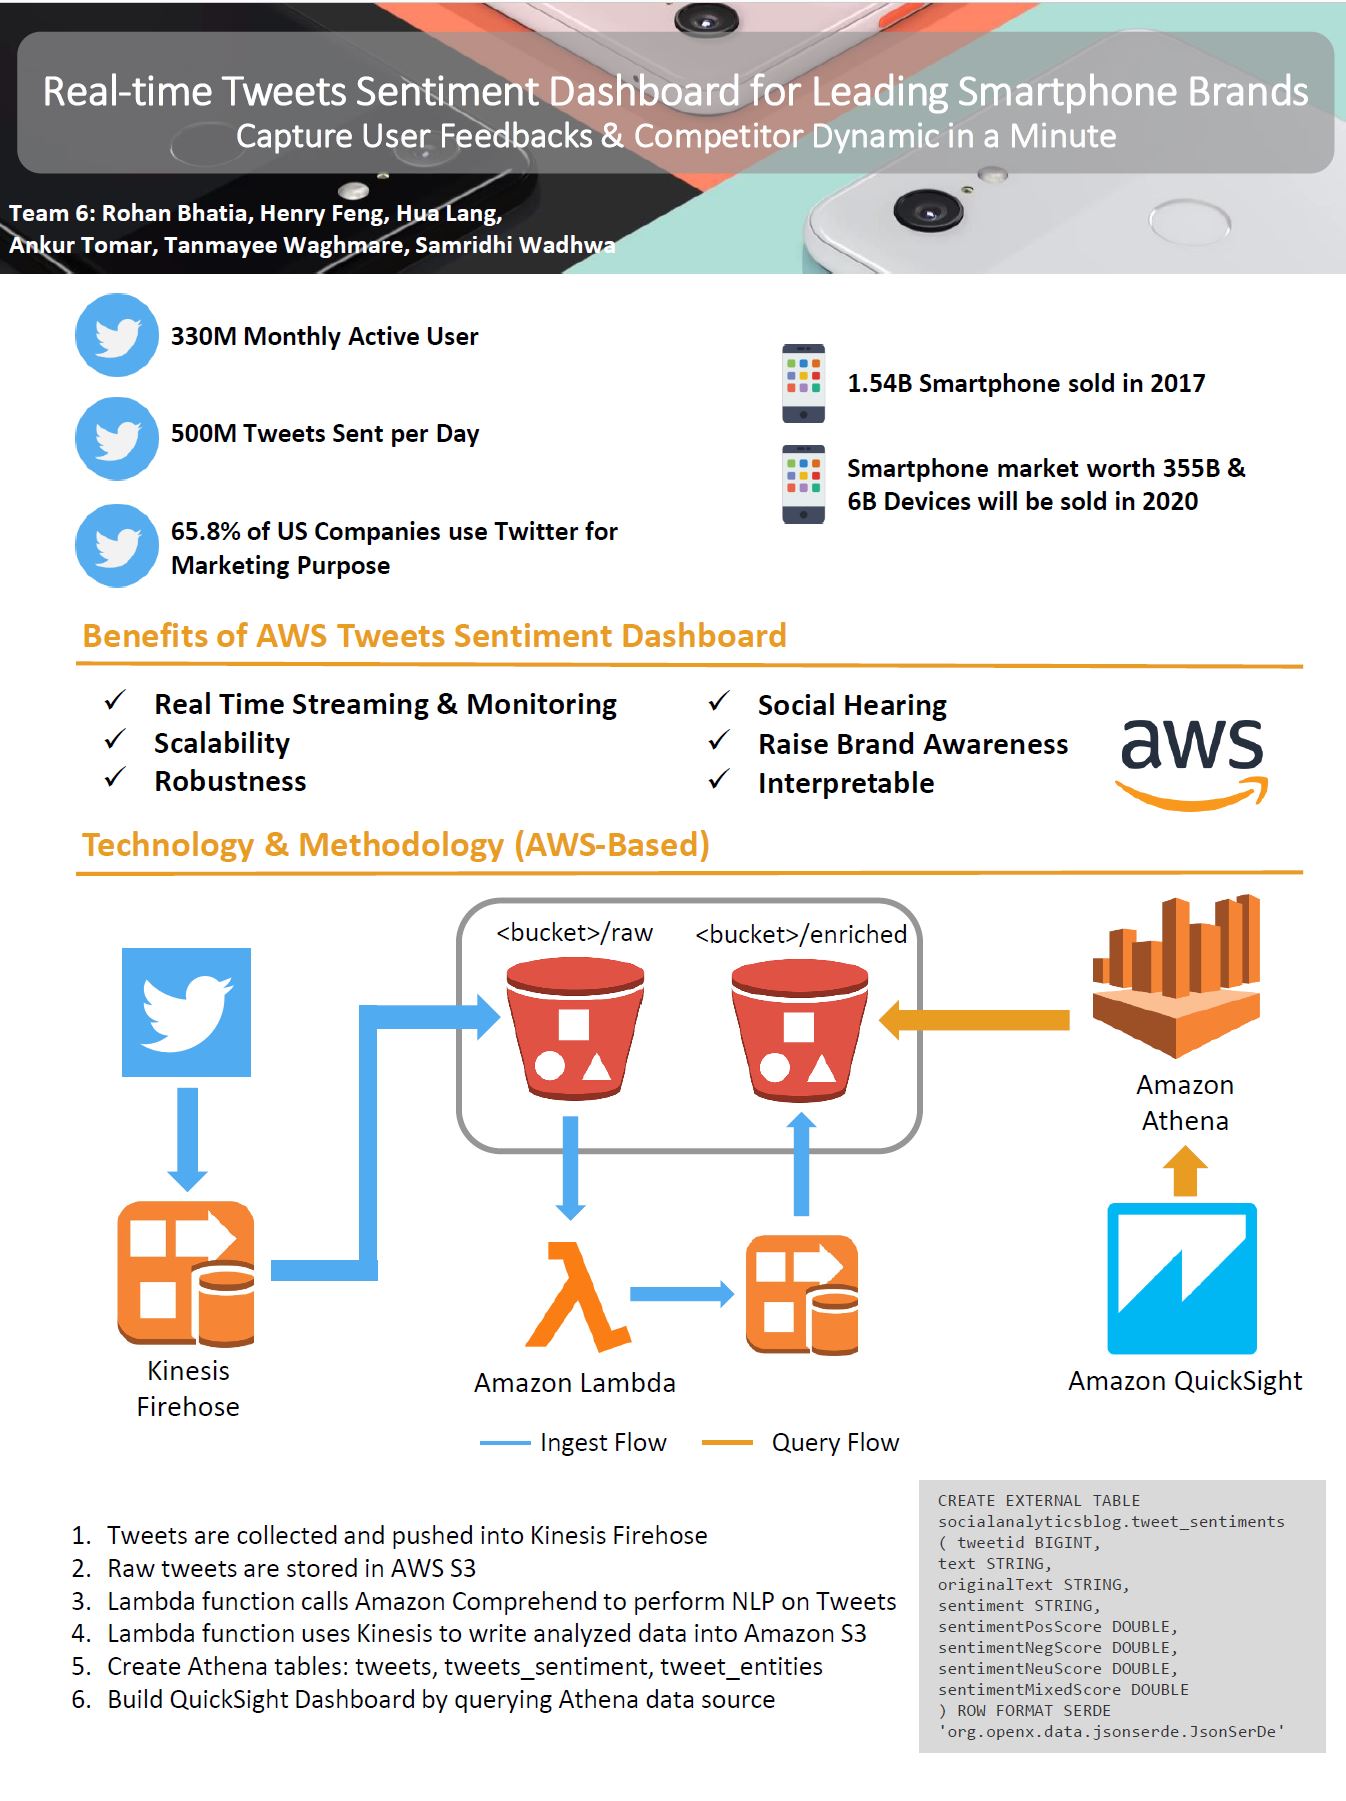 Real-time Tweets Sentiment Dashboard for Leading Smartphone Brands
Capture User Feedbacks & Competitor Dynamic in a Minute
Team 6: Rohan Bhatia, Henry Feng, Hua Lang,
Ankur Tomar, Tanmayee Waghmare, Samridhi Wadhwa
330M Monthly Active User
500M Tweets Sent per Day
65.8% of US Companies use Twitter for
Marketing Purpose
1.54B Smartphone sold in 2017
Smartphone market worth 355B &
6B Devices will be sold in 2020
Benefits of AWS Tweets Sentiment Dashboard
✓ Real Time Streaming & Monitoring
✓ Scalability
✓ Robustness
✓ Social Hearing
✓ Raise Brand Awareness
✓ Interpretable
aws
Technology & Methodology (AWS-Based)
<bucket>/raw
<bucket>/enriched
Amazon
Athena
Kinesis
Firehose
Amazon Lambda
Amazon QuickSight
Ingest Flow
Query Flow
1. Tweets are collected and pushed into Kinesis Firehose
2. Raw tweets are stored in AWS S3
3. Lambda function calls Amazon Comprehend to perform NLP on Tweets
4. Lambda function uses Kinesis to write analyzed data into Amazon S3
5. Create Athena tables: tweets, tweets_sentiment, tweet_entities
6. Build QuickSight Dashboard by querying Athena data source
CREATE EXTERNAL TABLE
socialanalyticsblog.tweet_sentiments
( tweetid BIGINT,
text STRING,
originalText STRING,
sentiment STRING,
sentimentPosScore DOUBLE,
sentimentNegScore DOUBLE,
sentimentNeuScore DOUBLE,
sentimentMixedScore DOUBLE
) ROW FORMAT SERDE
'org.openx.data.jsonserde.JsonSerDe'